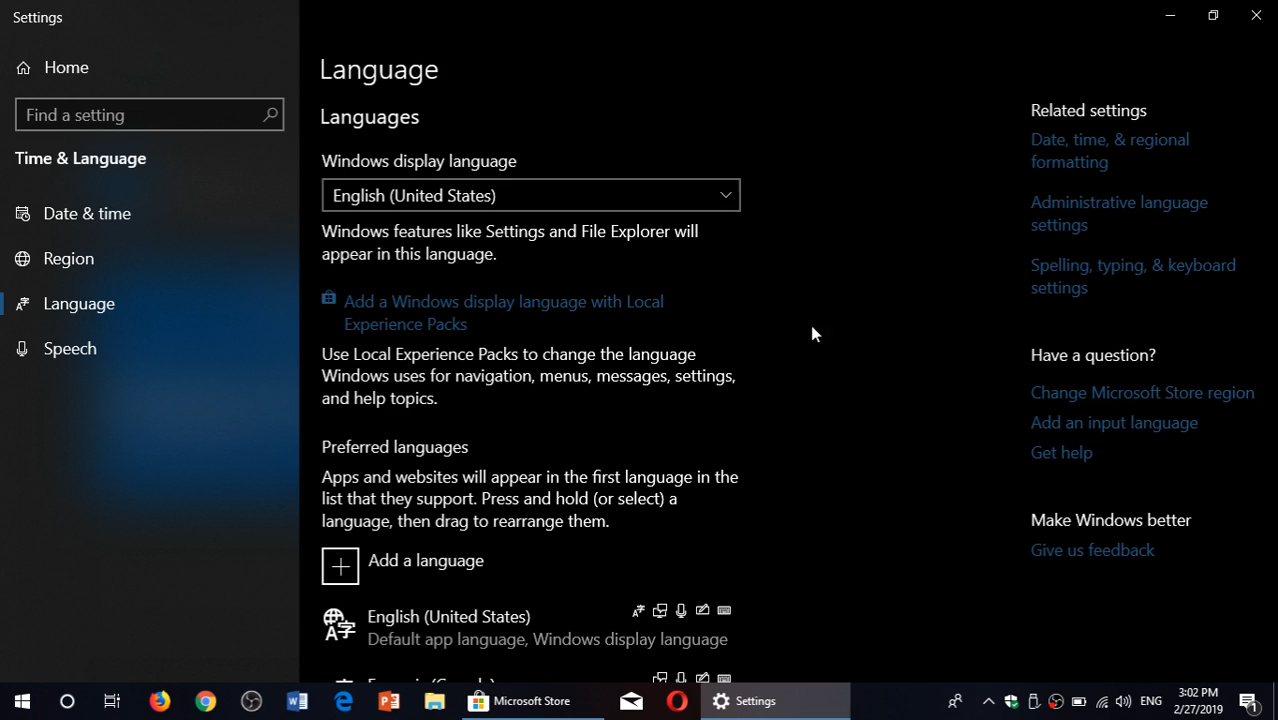 Settings
Home
Find a setting
Time & Language
Date & time
Region
Language
Speech
Language
Languages
Windows display language
English (United States)
Windows features like Settings and File Explorer will
appear in this language.
Add a Windows display language with Local
Experience Packs
Use Local Experience Packs to change the language
Windows uses for navigation, menus, messages, settings,
and help topics.
Preferred languages
Apps and websites will appear in the first language in the
list that they support. Press and hold (or select) a
language, then drag to rearrange them.
Add a language
English (United States)
Default app language, Windows display language
Related settings
Date, time, & regional
formatting
Administrative language
settings
Spelling, typing, & keyboard
settings
Have a question?
Change Microsoft Store region
Add an input language
Get help
Make Windows better
Give us feedback
Microsoft Store
Settings
ENG
3:02 PM
2/27/2019
1